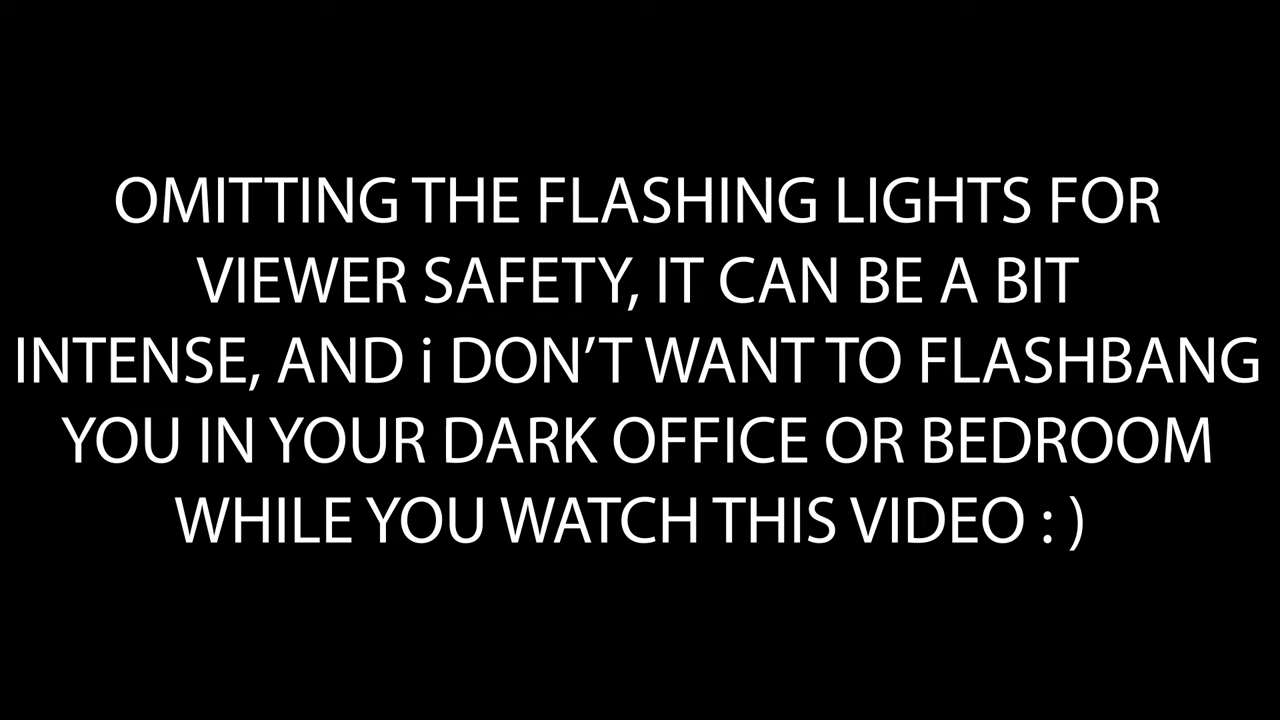 OMITTING THE FLASHING LIGHTS FOR
VIEWER SAFETY, IT CAN BE A BIT
INTENSE, AND i DON’T WANT TO FLASHBANG
YOU IN YOUR DARK OFFICE OR BEDROOM
WHILE YOU WATCH THIS VIDEO : )